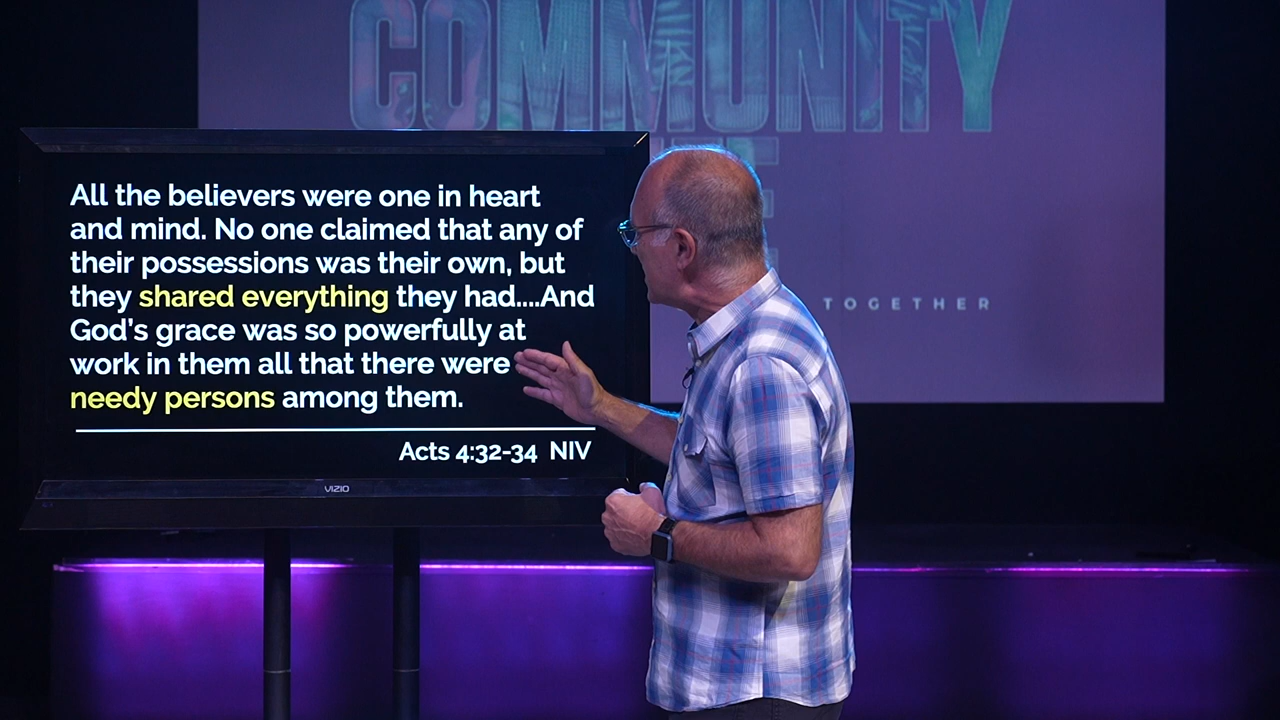 COMMUNITY
TOGETHER
All the believers were one in heart
and mind. No one claimed that any of
their possessions was their own, but
they shared everything they had....And
God's grace was so powerfully at
work in them all that there were
needy persons among them.
Acts 4:32-34 NIV
VIZIO